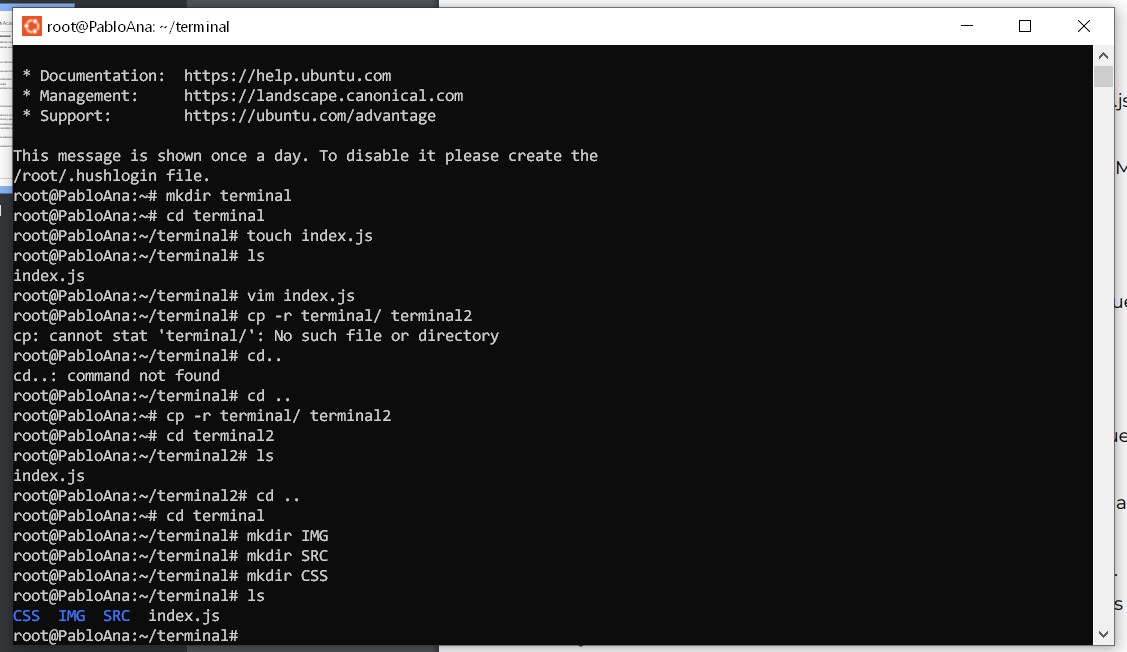 root@PabloAna: ~/terminal
* Documentation:  https://help.ubuntu.com
* Management:     https://landscape.canonical.com
* Support:        https://ubuntu.com/advantage
This message is shown once a day. To disable it please create the
/root/.hushlogin file.
root@PabloAna:~# mkdir terminal
root@PabloAna:~# cd terminal
root@PabloAna:~/terminal# touch index.js
root@PabloAna:~/terminal# ls
index.js
root@PabloAna:~/terminal# vim index.js
root@PabloAna:~/terminal# cp -r terminal/ terminal2
cp: cannot stat 'terminal/': No such file or directory
root@PabloAna:~/terminal# cd..
cd..: command not found
root@PabloAna:~/terminal# cd ..
root@PabloAna:~# cp -r terminal/ terminal2
root@PabloAna:~# cd terminal2
root@PabloAna:~/terminal2# ls
index.js
root@PabloAna:~/terminal2# cd ..
root@PabloAna:~# cd terminal
root@PabloAna:~/terminal# mkdir IMG
root@PabloAna:~/terminal# mkdir SRC
root@PabloAna:~/terminal# mkdir CSS
root@PabloAna:~/terminal# ls
CSS  IMG  SRC  index.js
root@PabloAna:~/terminal#